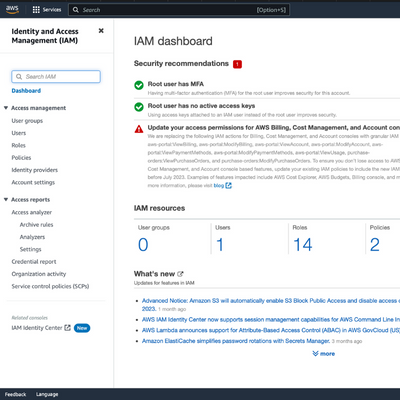 aws
Services
Search
[Option+S]
Identity and Access
Management (IAM)
Search IAM
Dashboard
Access management
User groups
Users
Roles
Policies
Identity providers
Account settings
Access reports
Access analyzer
Archive rules
Analyzers
Settings
Credential report
Organization activity
Service control policies (SCPs)
Related consoles
IAM Identity Center
New
IAM dashboard
Security recommendations 1
Root user has MFA
Having multi-factor authentication (MFA) for the root user improves security for this account.
Root user has no active access keys
Using access keys attached to an IAM user instead of the root user improves security.
Update your access permissions for AWS Billing, Cost Management, and Account con
We are replacing the following IAM actions for Billing, Cost Management, and Account consoles with granular IAM
aws-portal:ViewBilling, aws-portal:ModifyBilling, aws-portal:ViewAccount, aws-portal:ModifyAccount, aws-
portal:ViewPaymentMethods, aws-portal:ModifyPaymentMethods, aws-portal:ViewUsage, purchase-
orders:ViewPurchaseOrders, and purchase-orders:ModifyPurchaseOrders. To ensure you don't lose access to AWS
Cost Management, and Account console based features, update your existing IAM policies to include the new IAM
before July 2023. Examples of features impacted include AWS Cost Explorer, AWS Budgets, Billing console, and m
more information, please visit blog
IAM resources
User groups
Users
Roles
Policies
0
1
14
2
What's new
Updates for features in IAM
Advanced Notice: Amazon S3 will automatically enable S3 Block Public Access and disable access c
2023. 1 month ago
AWS IAM Identity Center now supports session management capabilities for AWS Command Line In
AWS Lambda announces support for Attribute-Based Access Control (ABAC) in AWS GovCloud (US)
Amazon ElastiCache simplifies password rotations with Secrets Manager. 3 months ago
more
Feedback
Language